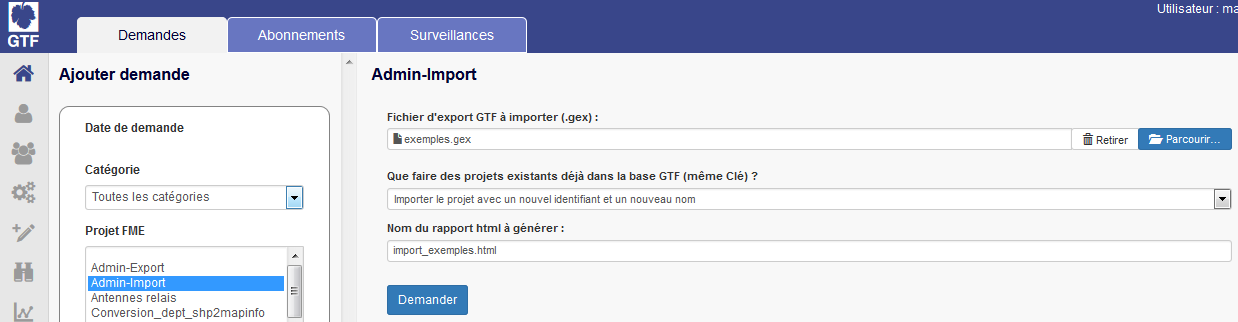 Utilisateur : ma
GTF
Demandes
Abonnements
Surveillances
Ajouter demande
Date de demande
Catégorie
Toutes les catégories
Projet FME
Admin-Export
Admin-Import
Antennes relais
Conversion_dept_shp2mapinfo
Admin-Import
Fichier d'export GTF à importer (.gex) :
exemples.gex
Retirer
Parcourir...
Que faire des projets existants déjà dans la base GTF (même Clé) ?
Importer le projet avec un nouvel identifiant et un nouveau nom
Nom du rapport html à générer :
import_exemples.html
Demander